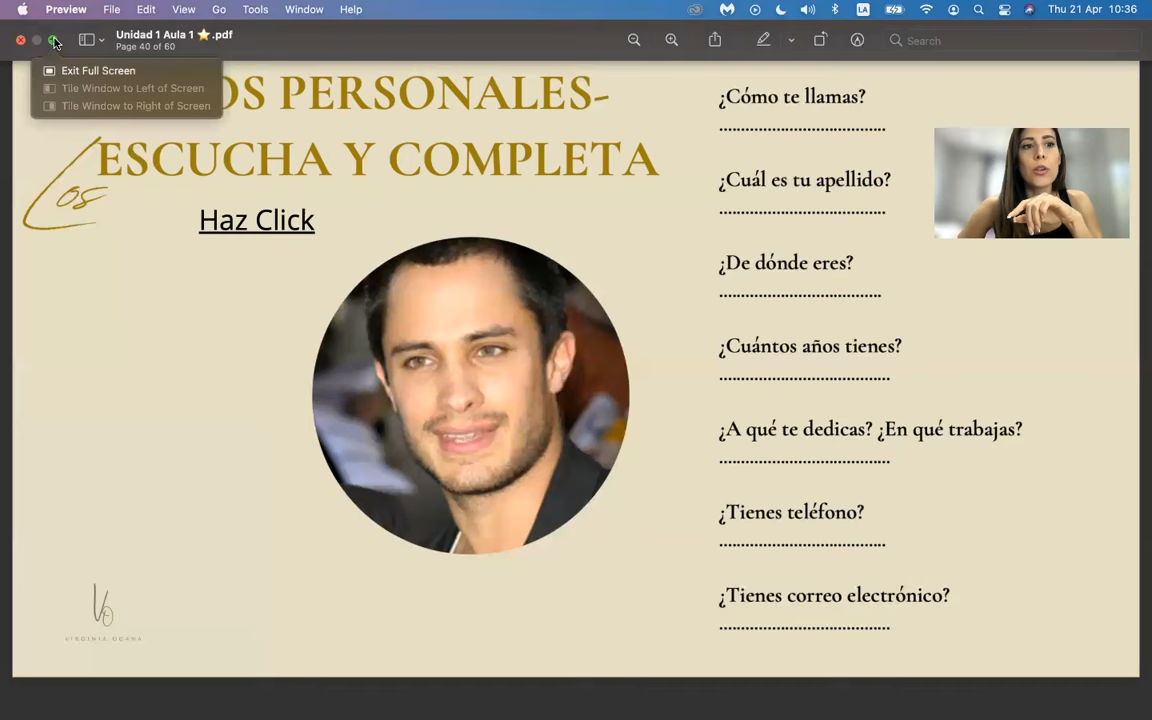 Preview File Edit View Go Tools Window Help LA Thu 21 Apr 10:36
Unidad 1 Aula 1 ⭐.pdf
Page 40 of 60
Search
Exit Full Screen
Tile Window to Left of Screen
Tile Window to Right of Screen
OS PERSONALES-
ESCUCHA Y COMPLETA
Los
Haz Click
¿Cómo te llamas?
¿Cuál es tu apellido?
¿De dónde eres?
¿Cuántos años tienes?
¿A qué te dedicas? ¿En qué trabajas?
¿Tienes teléfono?
¿Tienes correo electrónico?
VO